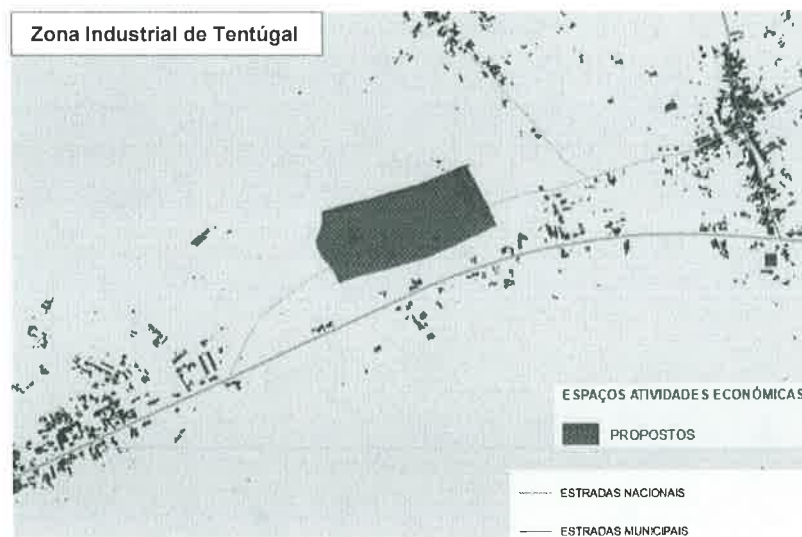 Zona Industrial de Tentúgal
ESPAÇOS ATIVIDADES ECONÓMICAS
PROPOSTOS
ESTRADAS NACIONAIS
ESTRADAS MUNICIPAIS